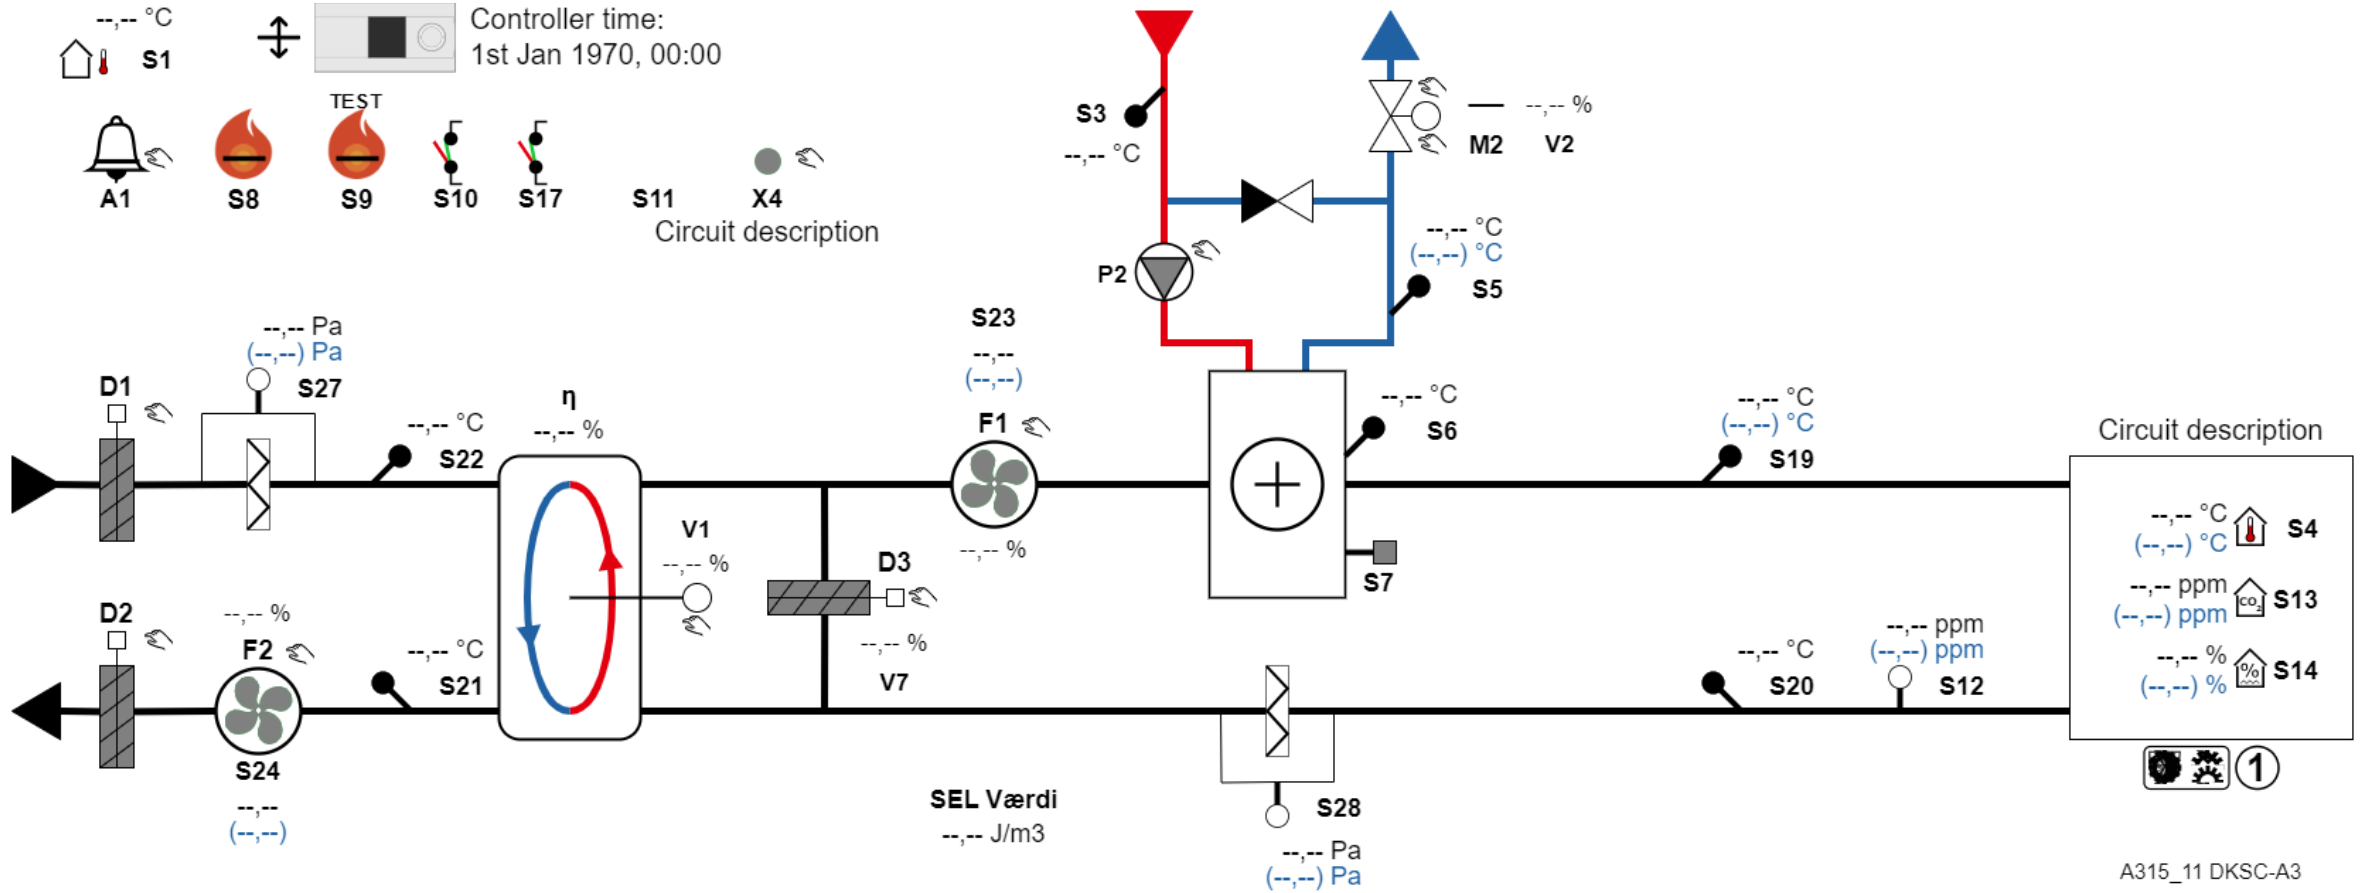 --,-- °C
S1
Controller time:
1st Jan 1970, 00:00
A1
S8
TEST
S9
S10
S17
S11
X4
Circuit description
S3
--,-- °C
M2
--,-- %
V2
P2
--,-- °C
(--,--) °C
S5
D1
--,-- Pa
(--,--) Pa
S27
--,-- °C
S22
η
--,-- %
S23
--,--
(--,--)
F1
--,-- %
--,-- °C
S6
S7
--,-- °C
(--,--) °C
S19
Circuit description
--,-- °C
(--,--) °C
S4
--,-- ppm
(--,--) ppm
CO2
S13
--,-- %
(--,--) %
%
S14
V1
--,-- %
D3
--,-- %
V7
D2
--,-- %
F2
S24
--,--
(--,--)
--,-- °C
S21
SEL Værdi
--,-- J/m3
S28
--,-- Pa
(--,--) Pa
--,-- °C
S20
--,-- ppm
(--,--) ppm
S12
1
A315_11 DKSC-A3